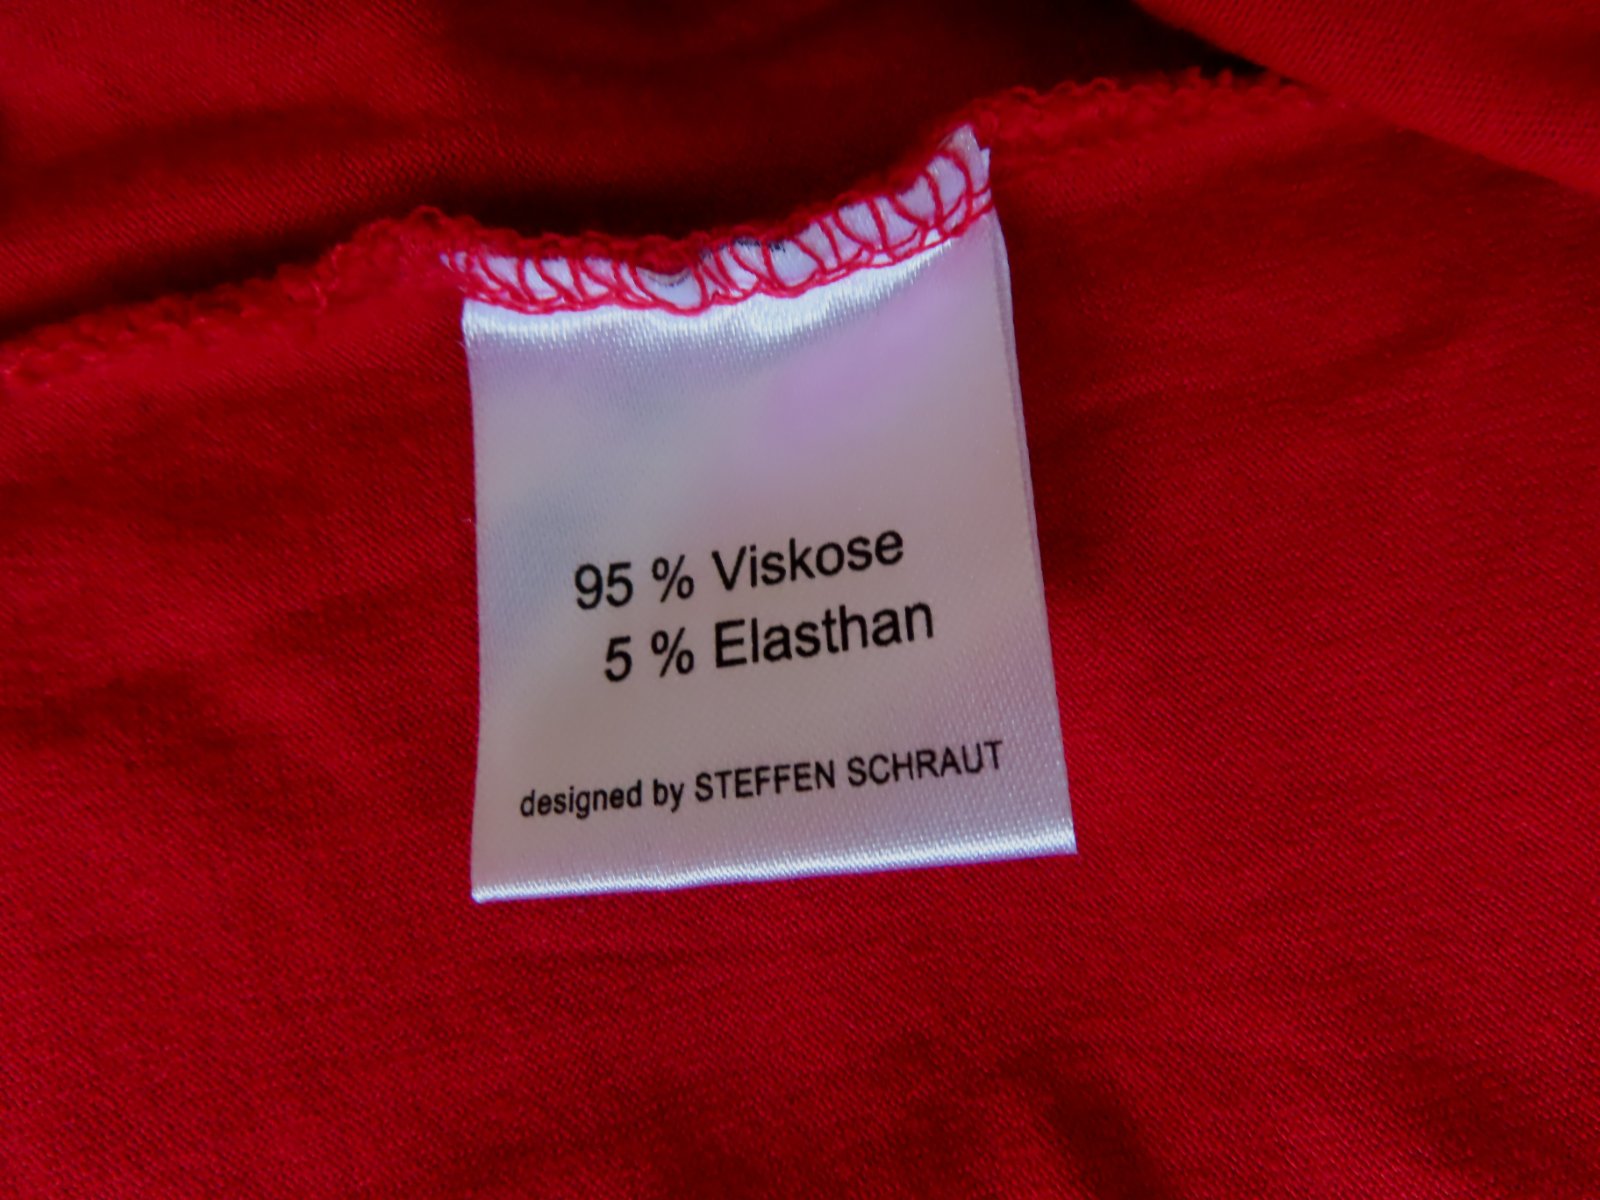 95 % Viskose
5 % Elasthan
designed by STEFFEN SCHRAUT